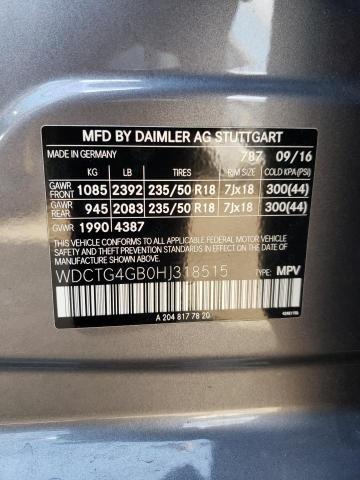 MFD BY DAIMLER AG STUTTGART
MADE IN GERMANY 787 09/16
KG LB TIRES RIM SIZE COLD KPA(PSI)
GAWR FRONT 1085 2392 235/50 R18 7Jx18 300(44)
GAWR REAR 945 2083 235/50 R18 7Jx18 300(44)
GVWR 1990 4387
THIS VEHICLE CONFORMS TO ALL APPLICABLE FEDERAL MOTOR VEHICLE SAFETY AND THEFT PREVENTION STANDARDS IN EFFECT ON THE DATE OF MANUFACTURE SHOWN ABOVE.
WDCTG4GB0HJ318515 TYPE: MPV
A 204 817 78 20